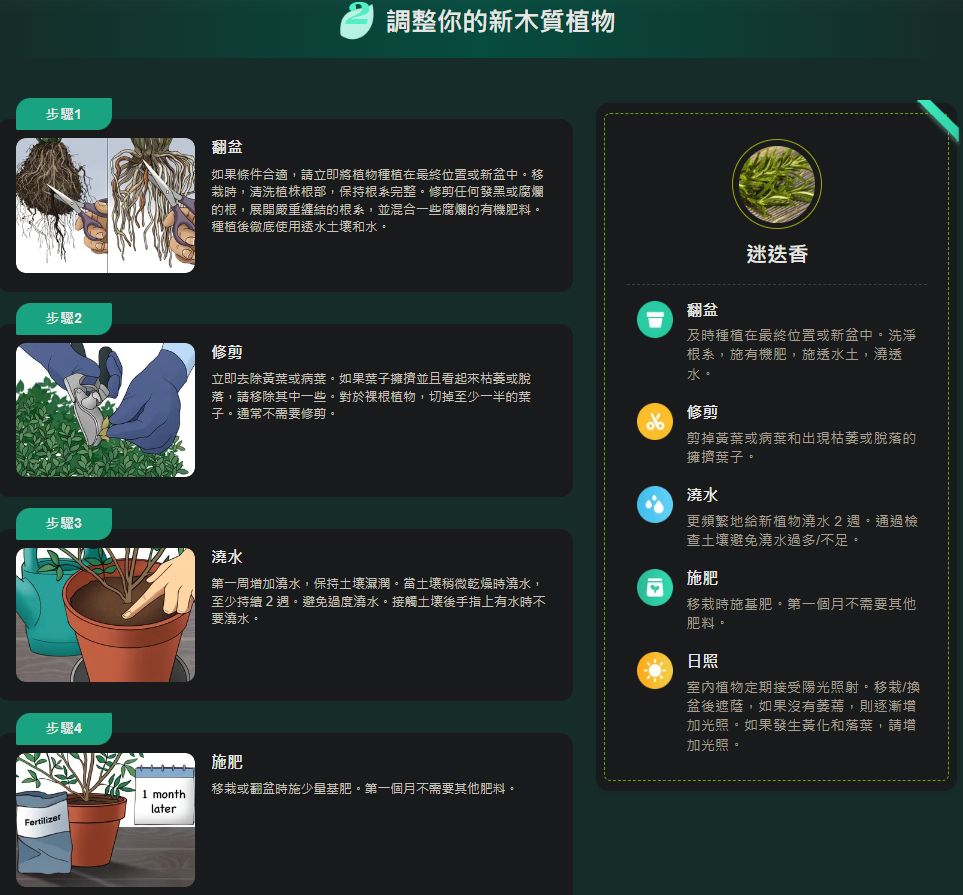 2 調整你的新木質植物
步驟1
翻盆
如果條件合適，請立即將植物種植在最終位置或新盆中。移
栽時，清洗植株根部，保持根系完整。修剪任何發黑或腐爛
的根，展開嚴重纏結的根系，並混合一些腐爛的有機肥料。
種植後徹底使用透水土壤和水。
步驟2
修剪
立即去除黃葉或病葉。如果葉子擁擠並且看起來枯萎或脫
落，請移除其中一些。對於裸根植物，切掉至少一半的葉
子。通常不需要修剪。
步驟3
澆水
第一周增加澆水，保持土壤濕潤。當土壤稍微乾燥時澆水，
至少持續 2 週。避免過度澆水。接觸土壤後手指上有水時不
要澆水。
步驟4
Fertilizer
1 month
later
施肥
移栽或翻盆時施少量基肥。第一個月不需要其他肥料。
迷迭香
翻盆
及時種植在最終位置或新盆中。洗淨
根系，施有機肥，施透水土，澆透
水。
修剪
剪掉黃葉或病葉和出現枯萎或脫落的
擁擠葉子。
澆水
更頻繁地給新植物澆水 2 週。通過檢
查土壤避免澆水過多/不足。
施肥
移栽時施基肥。第一個月不需要其他
肥料。
日照
室內植物定期接受陽光照射。移栽/換
盆後遮蔭，如果沒有萎蔫，則逐漸增
加光照。如果發生黃化和落葉，請增
加光照。